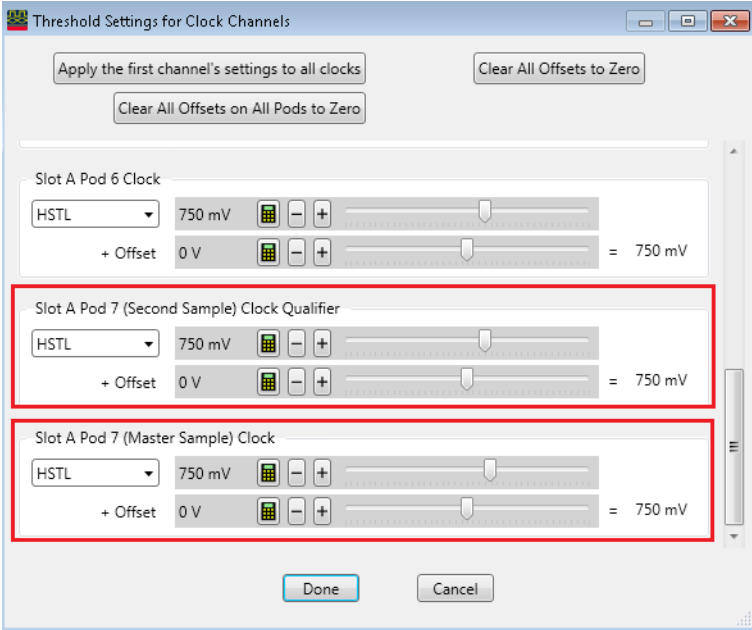 Threshold Settings for Clock Channels
Apply the first channel's settings to all clocks
Clear All Offsets to Zero
Clear All Offsets on All Pods to Zero
Slot A Pod 6 Clock
HSTL 750 mV
+ Offset 0 V = 750 mV
Slot A Pod 7 (Second Sample) Clock Qualifier
HSTL 750 mV
+ Offset 0 V = 750 mV
Slot A Pod 7 (Master Sample) Clock
HSTL 750 mV
+ Offset 0 V = 750 mV
Done Cancel